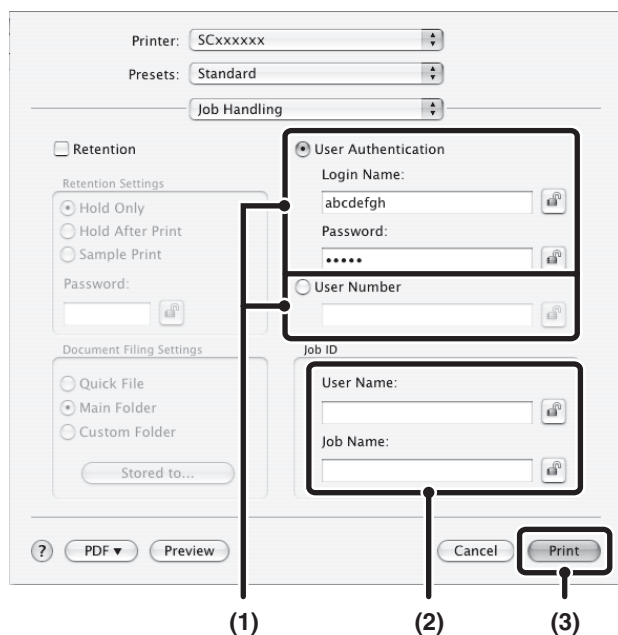 Printer: SCxxxxxx
Presets: Standard
Job Handling
Retention
Retention Settings
Hold Only
Hold After Print
Sample Print
Password:
User Authentication
Login Name:
abcdefgh
Password:
•••••
User Number
Document Filing Settings
Quick File
Main Folder
Custom Folder
Stored to...
Job ID
User Name:
Job Name:
? PDF ▼ Preview Cancel Print
(1) (2) (3)